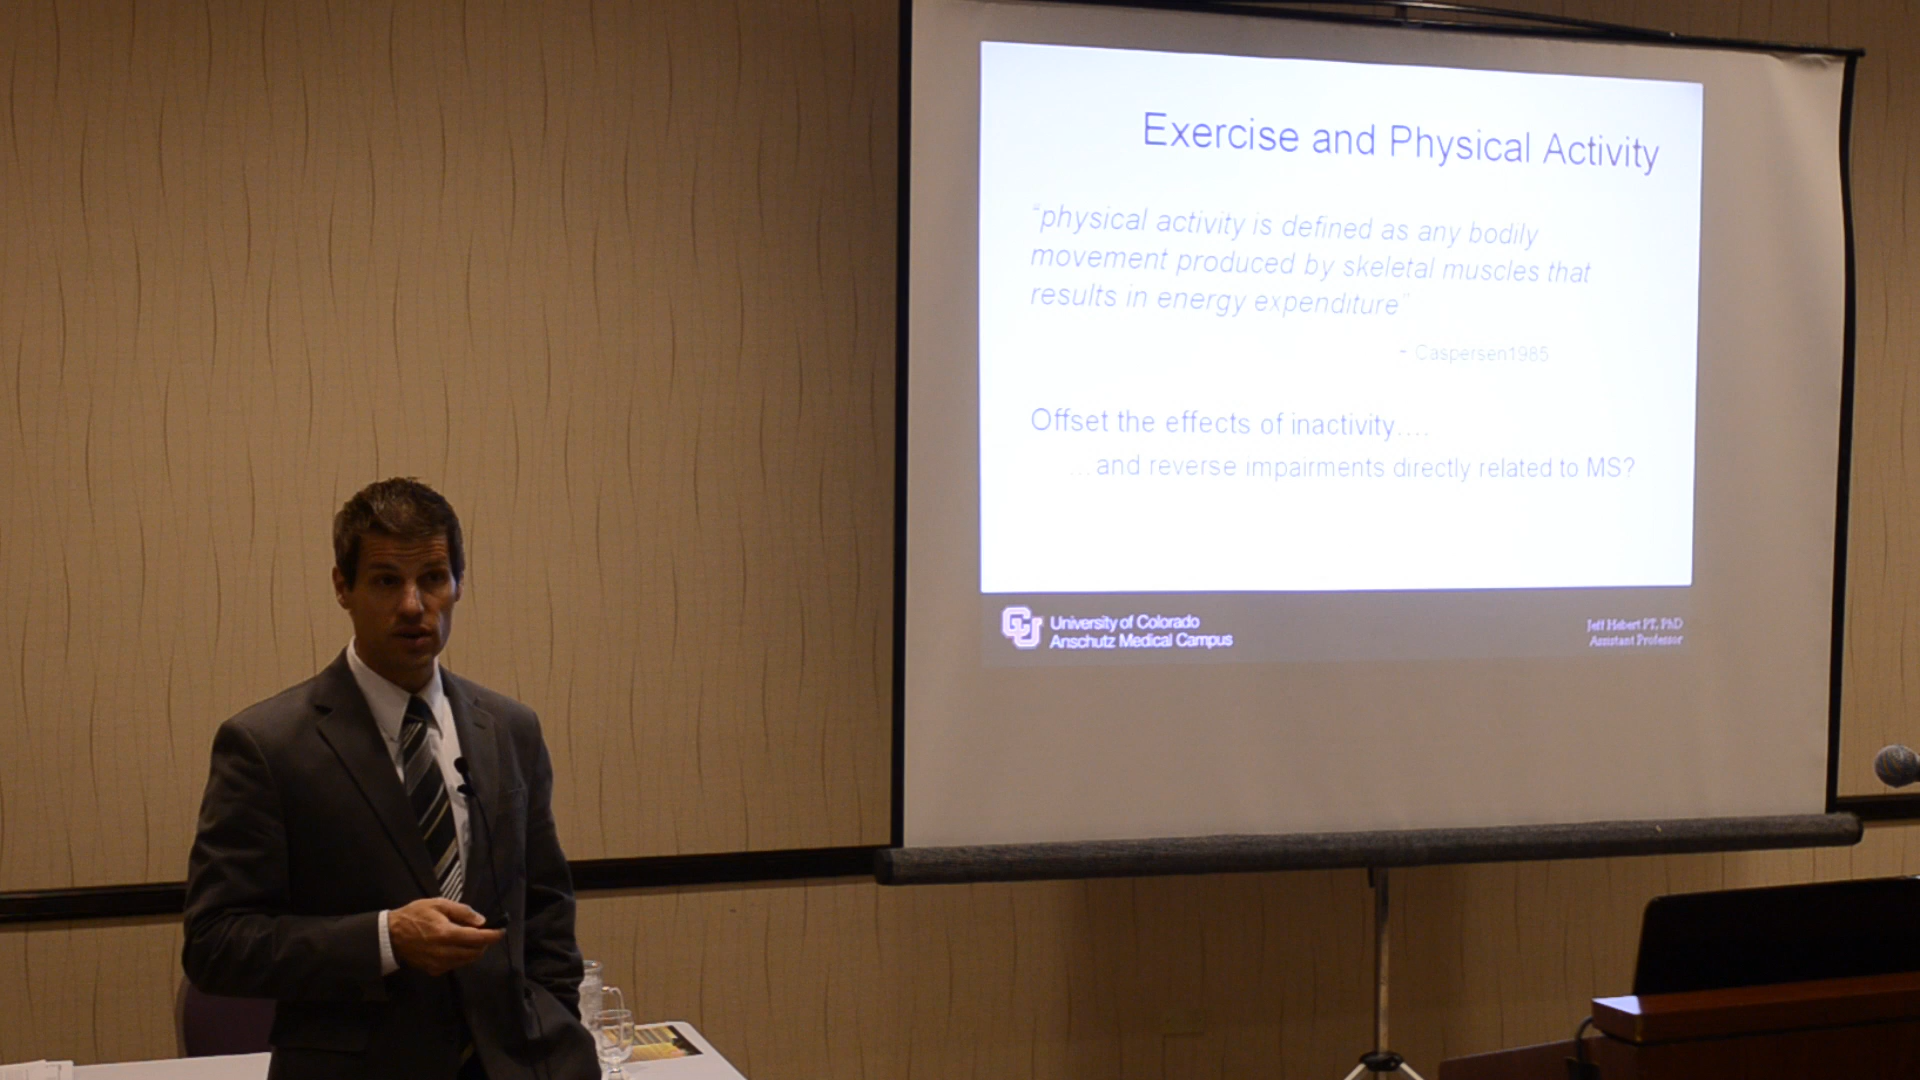 Exercise and Physical Activity
“physical activity is defined as any bodily
movement produced by skeletal muscles that
results in energy expenditure”
- Caspersen1985
Offset the effects of inactivity....
...and reverse impairments directly related to MS?
CU
University of Colorado
Anschutz Medical Campus
Jeff Hebert PT, PhD
Assistant Professor